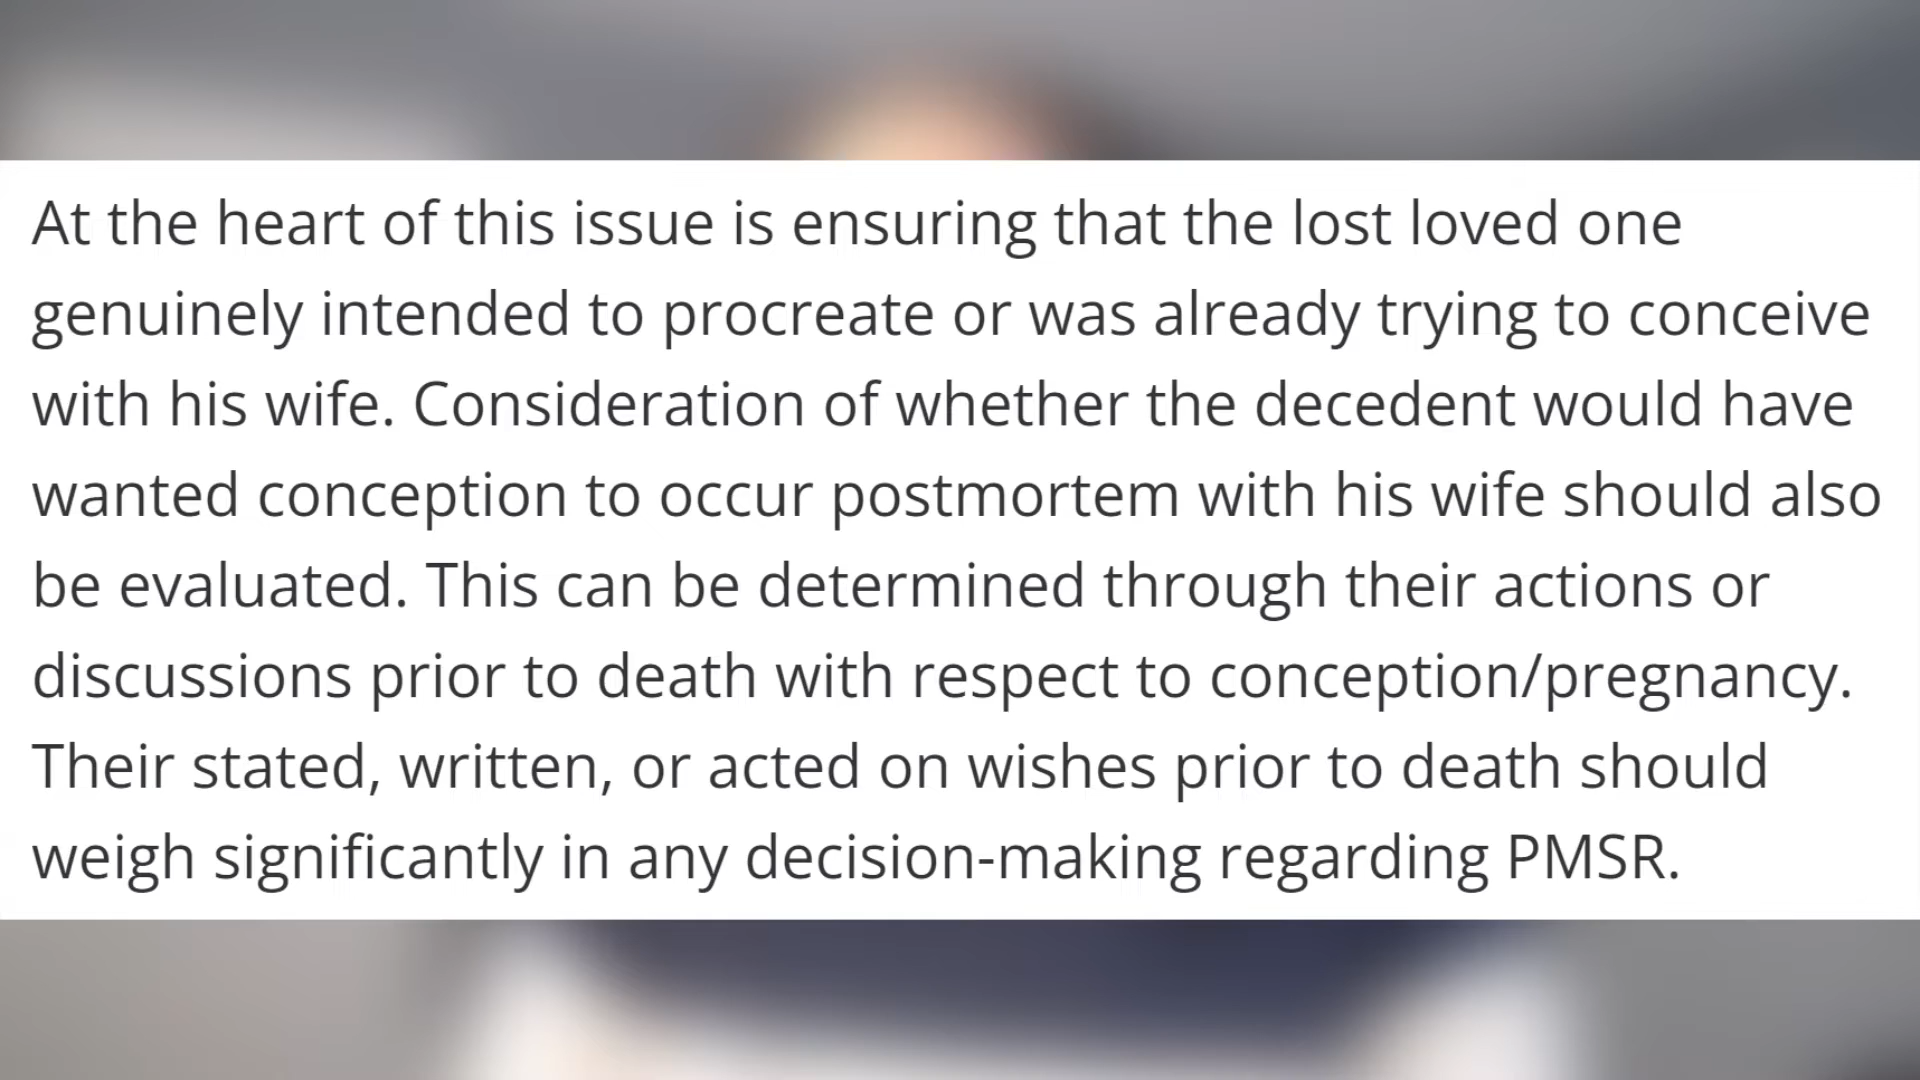 At the heart of this issue is ensuring that the lost loved one
genuinely intended to procreate or was already trying to conceive
with his wife. Consideration of whether the decedent would have
wanted conception to occur postmortem with his wife should also
be evaluated. This can be determined through their actions or
discussions prior to death with respect to conception/pregnancy.
Their stated, written, or acted on wishes prior to death should
weigh significantly in any decision-making regarding PMSR.